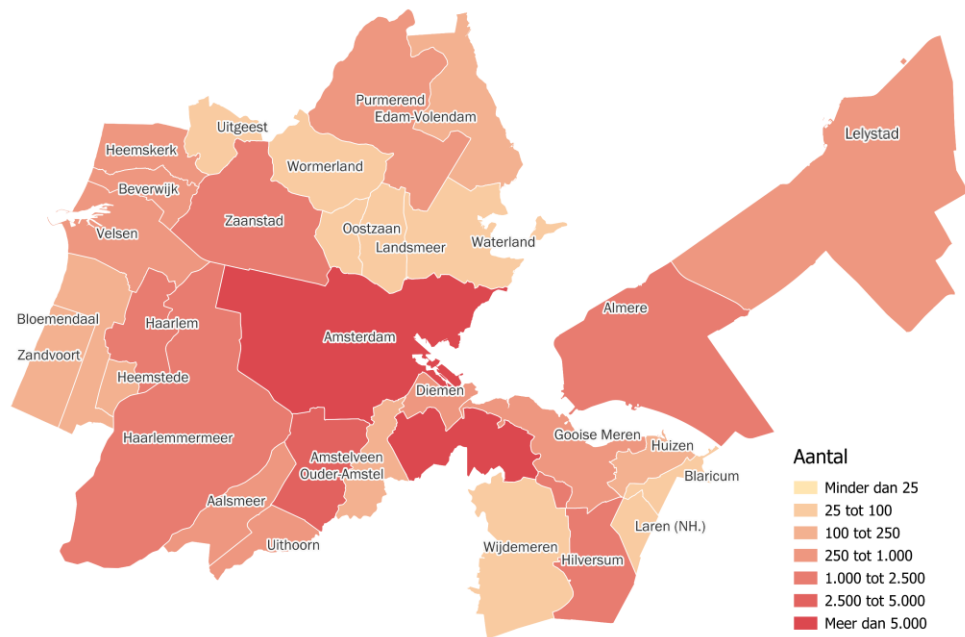 Purmerend
Edam-Volendam
Uitgeest
Lelystad
Heemskerk
Wormerland
Beverwijk
Zaanstad
Oostzaan
Velsen
Landsmeer
Waterland
Almere
Bloemendaal
Haarlem
Amsterdam
Zandvoort
Heemstede
Diemen
Haarlemmermeer
Gooise Meren
Huizen
Amstelveen
Ouder-Amstel
Blaricum
Aalsmeer
Laren (NH.)
Uithoorn
Wijdemeren
Hilversum
Aantal
Minder dan 25
25 tot 100
100 tot 250
250 tot 1.000
1.000 tot 2.500
2.500 tot 5.000
Meer dan 5.000